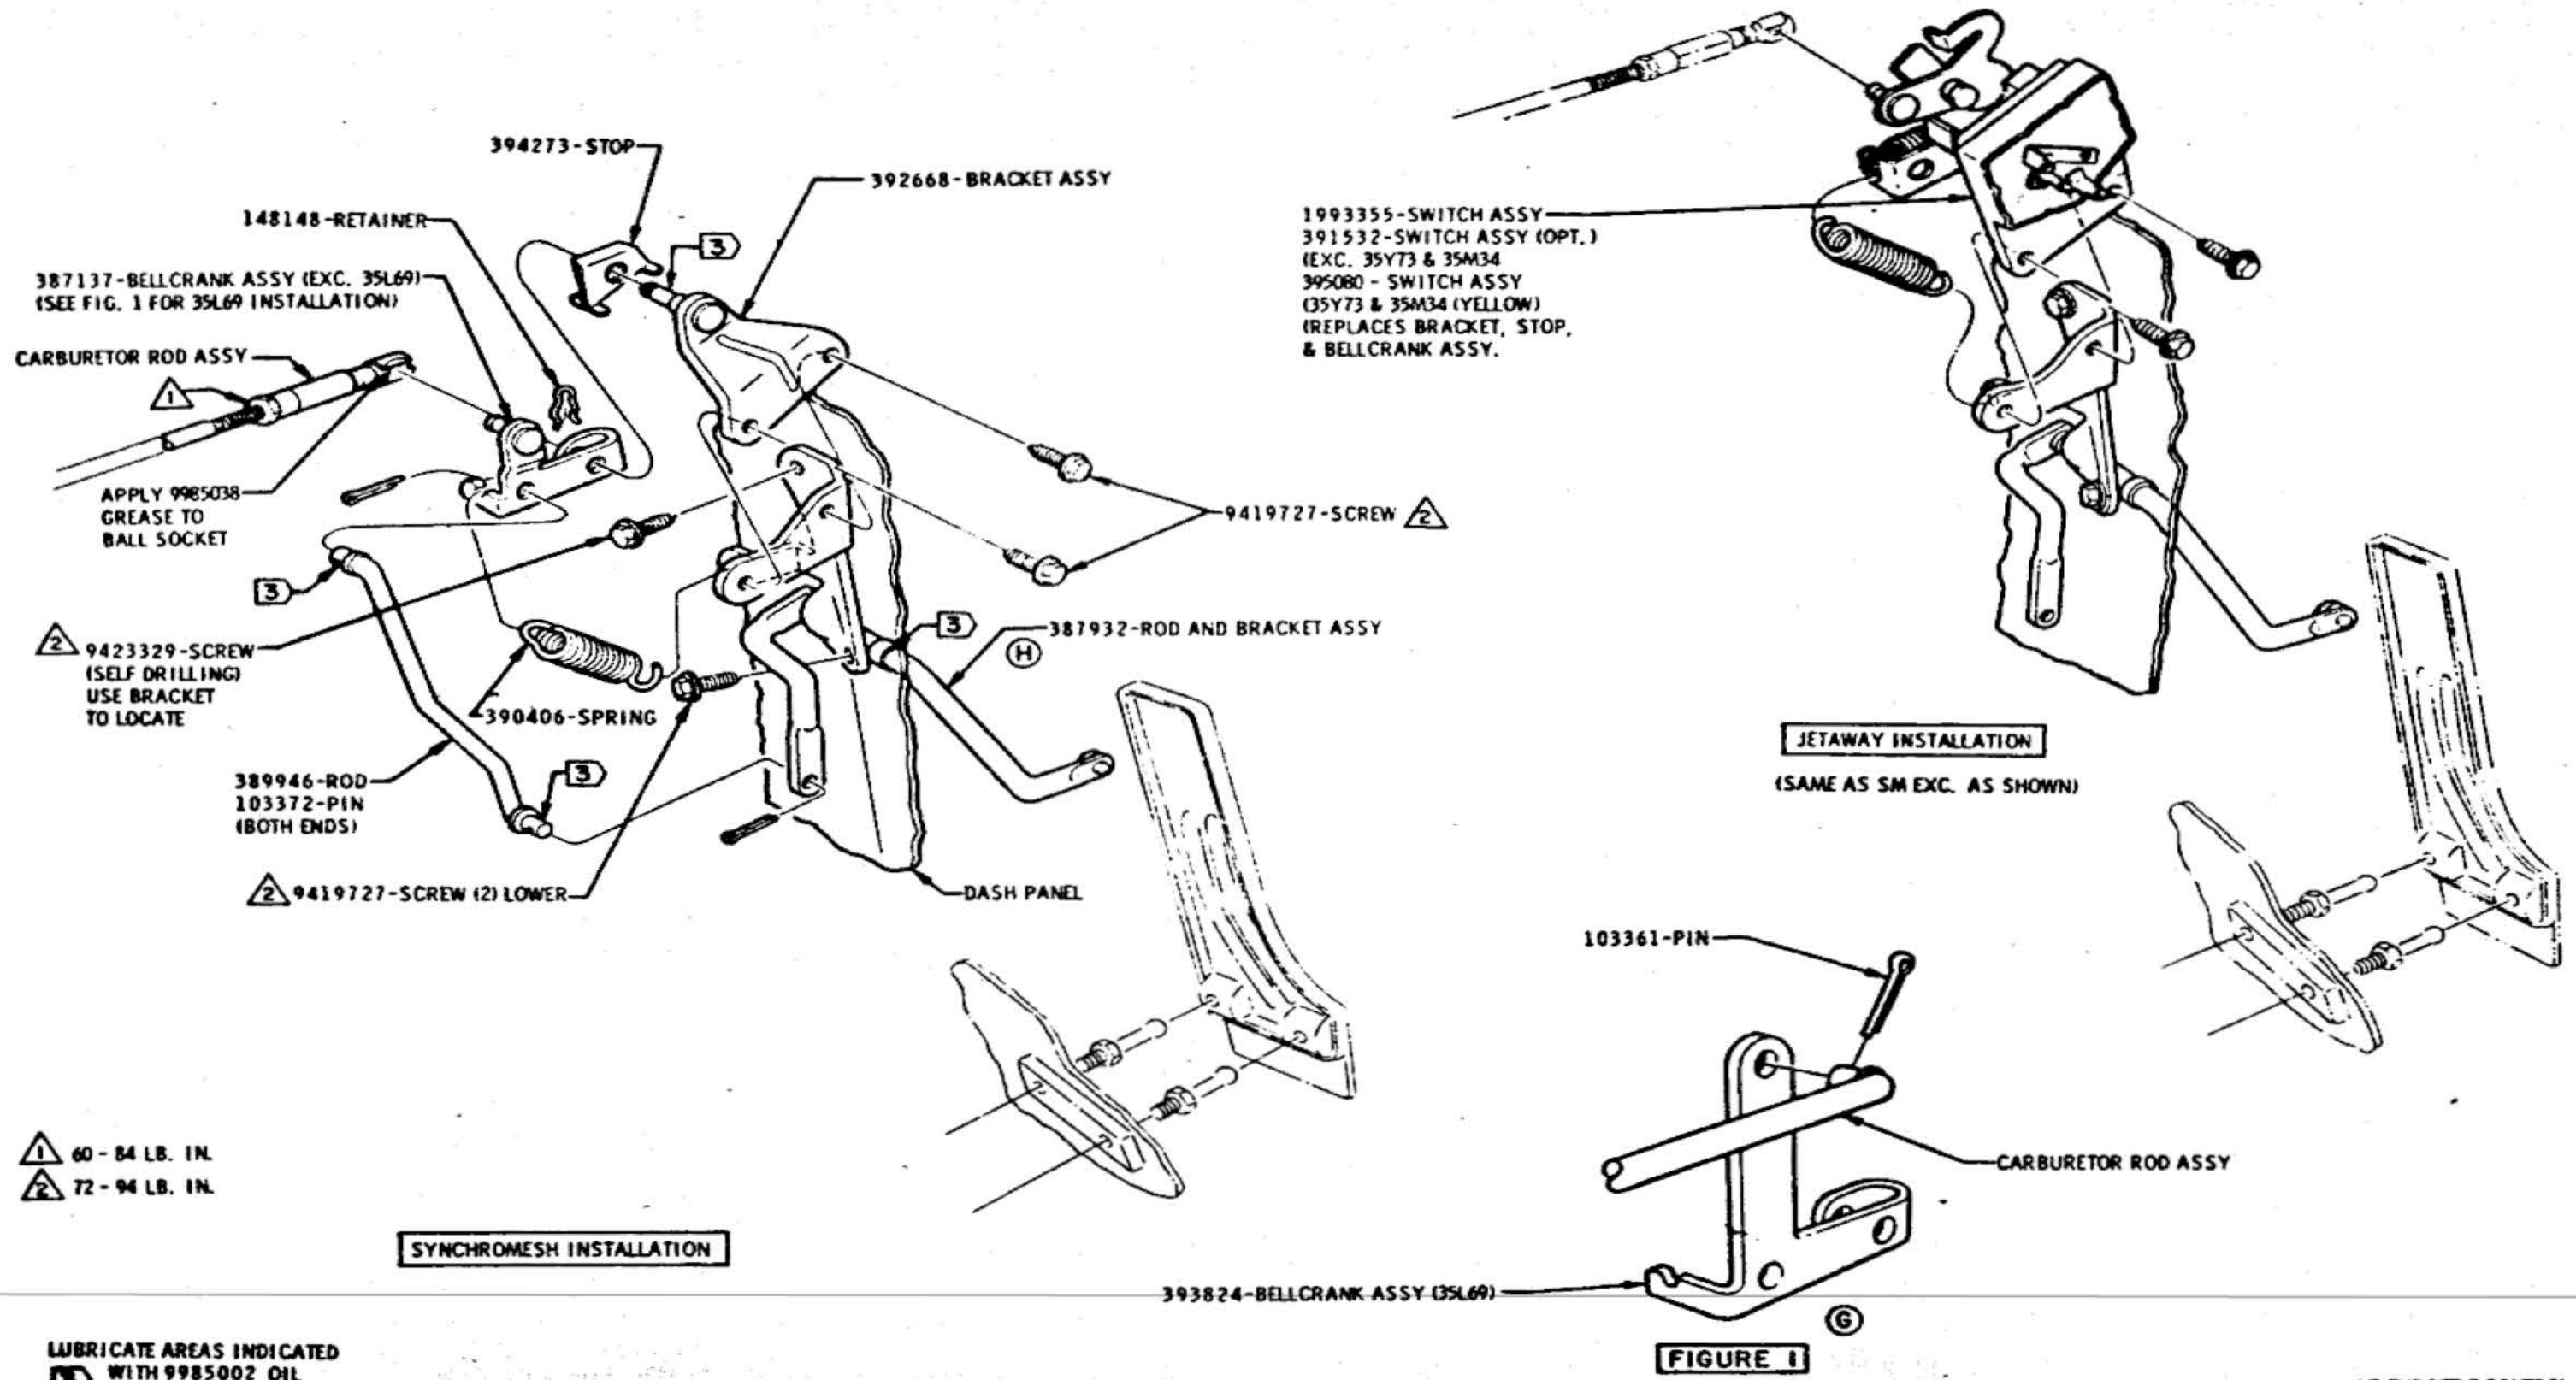 394273-STOP
392668-BRACKET ASSY
148148-RETAINER
3
387137-BELLCRANK ASSY (EXC. 35L69)
(SEE FIG. 1 FOR 35L69 INSTALLATION)
CARBURETOR ROD ASSY
1
APPLY 9985038
GREASE TO
BALL SOCKET
9419727-SCREW 2
3
3
387932-ROD AND BRACKET ASSY
H
2 9423329-SCREW
(SELF DRILLING)
USE BRACKET
TO LOCATE
390406-SPRING
389946-ROD
103372-PIN
(BOTH ENDS)
3
2 9419727-SCREW (2) LOWER
DASH PANEL
1 60-84 LB. IN.
2 72-94 LB. IN.
SYNCHROMESH INSTALLATION
1993355-SWITCH ASSY
391532-SWITCH ASSY (OPT.)
(EXC. 35Y73 & 35M34
395080 - SWITCH ASSY
(35Y73 & 35M34 (YELLOW)
(REPLACES BRACKET, STOP,
& BELLCRANK ASSY.
JETAWAY INSTALLATION
(SAME AS SM EXC. AS SHOWN)
103361-PIN
CARBURETOR ROD ASSY
393824-BELLCRANK ASSY (35L69)
G
FIGURE 1
LUBRICATE AREAS INDICATED
WITH 9985002 OIL